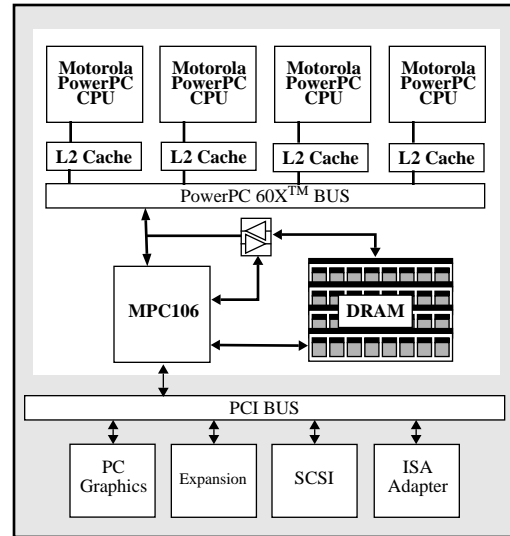 Motorola
PowerPC
CPU
Motorola
PowerPC
CPU
Motorola
PowerPC
CPU
Motorola
PowerPC
CPU
L2 Cache
L2 Cache
L2 Cache
L2 Cache
PowerPC 60X™ BUS
MPC106
DRAM
PCI BUS
PC
Graphics
Expansion
SCSI
ISA
Adapter